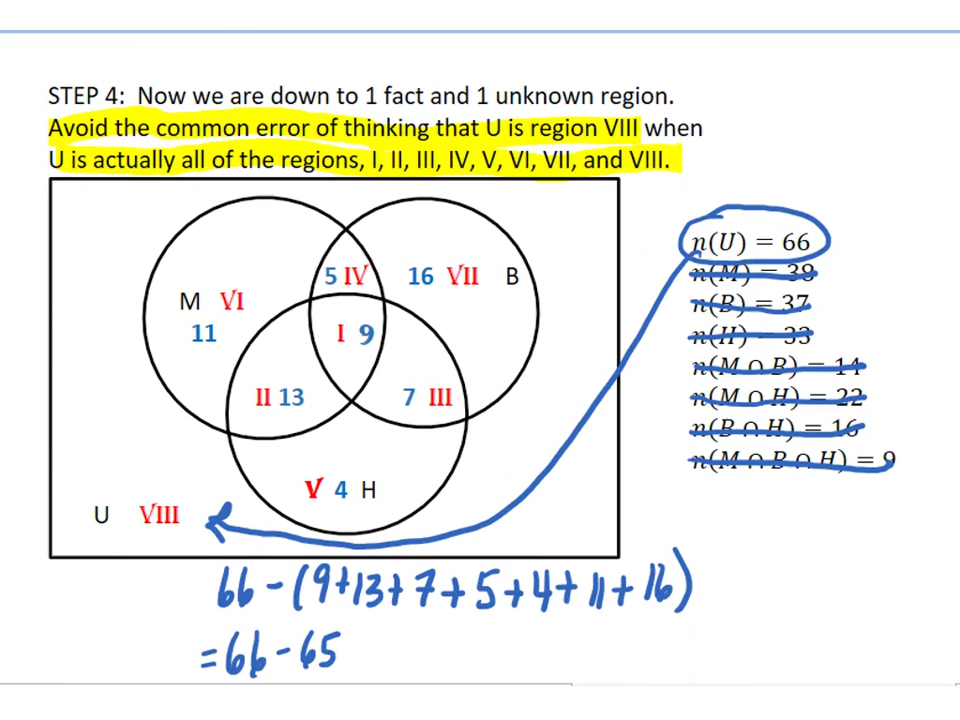 STEP 4: Now we are down to 1 fact and 1 unknown region.
Avoid the common error of thinking that U is region VIII when
U is actually all of the regions, I, II, III, IV, V, VI, VII, and VIII.
n(U) = 66
n(M) = 38
n(B) = 37
n(H) = 33
n(M ∩ B) = 14
n(M ∩ H) = 22
n(B ∩ H) = 16
n(M ∩ B ∩ H) = 9
5 IV
16 VII B
M VI
11
I 9
II 13
7 III
V 4 H
U VIII
66 - (9+13+7+5+4+11+16)
= 66 - 65